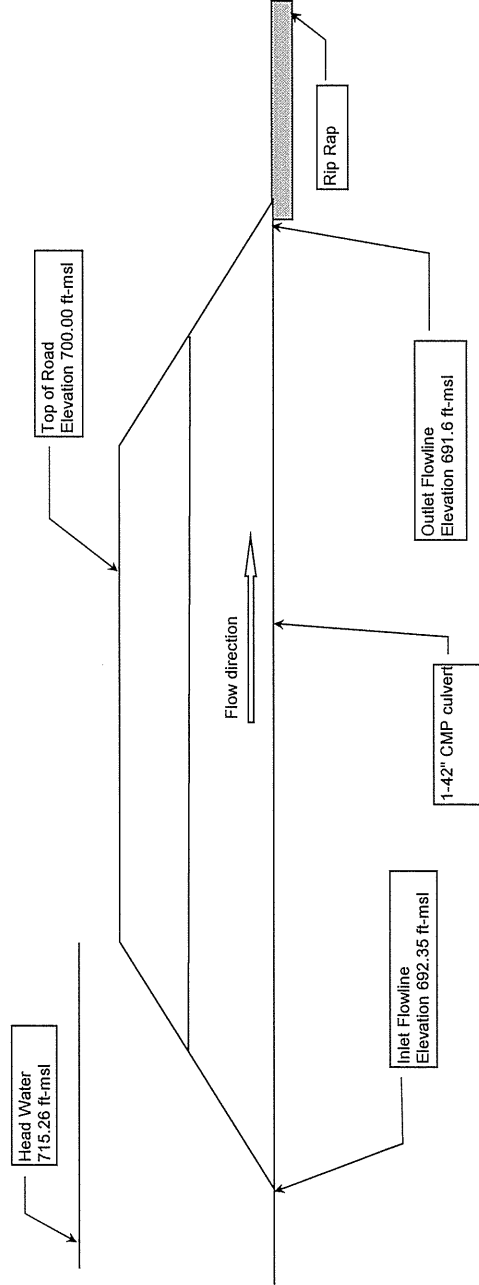 Head Water
715.26 ft-msl
Top of Road
Elevation 700.00 ft-msl
Flow direction
Rip Rap
Inlet Flowline
Elevation 692.35 ft-msl
1-42" CMP culvert
Outlet Flowline
Elevation 691.6 ft-msl